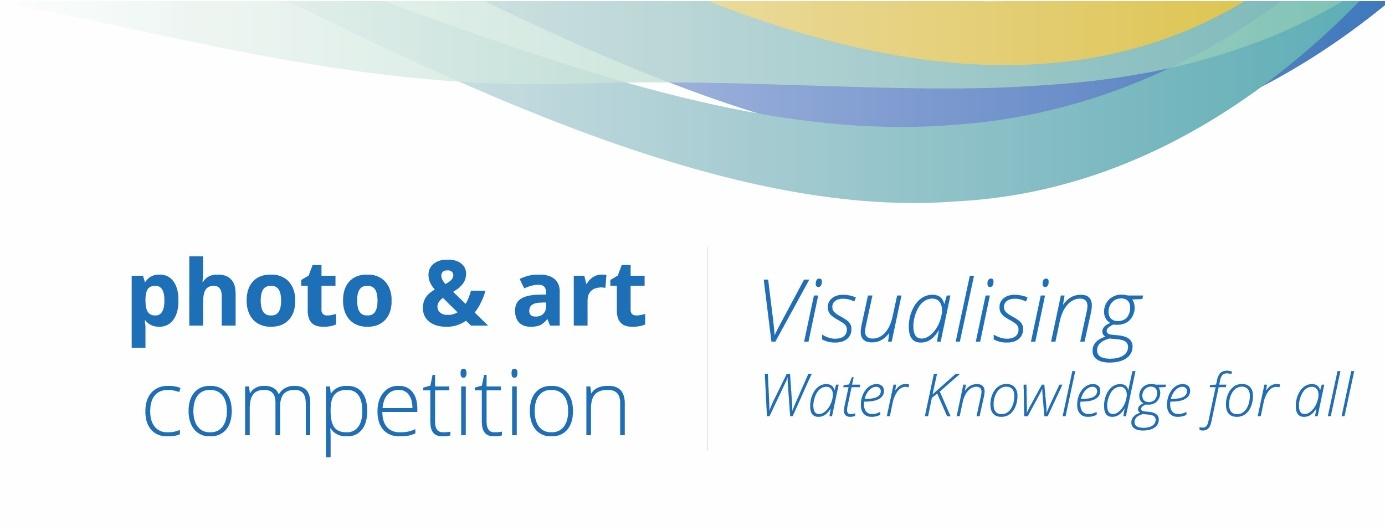 photo & art
competition
Visualising
Water Knowledge for all